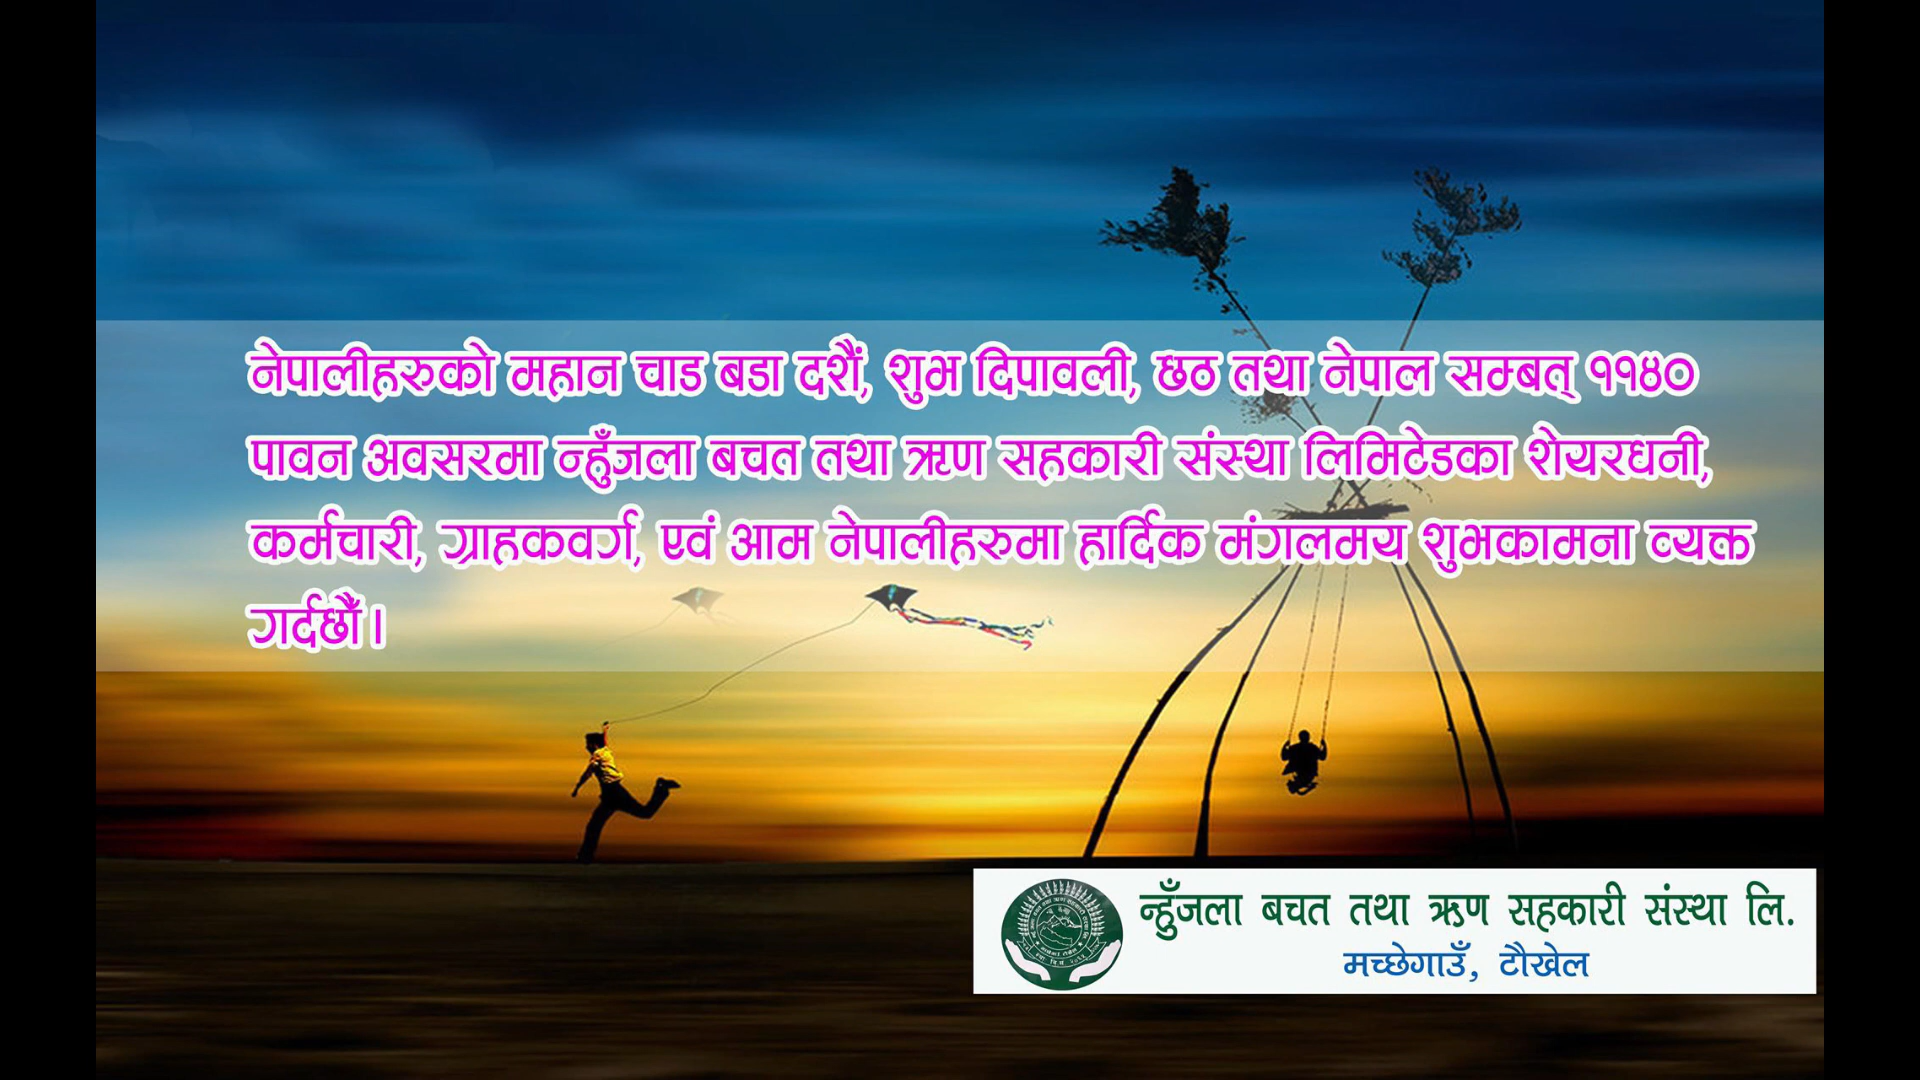 नेपालीहरुको महान चाड बडा दशैं, शुभ दिपावली, छठ तथा नेपाल सम्बत् ११४०
पावन अवसरमा न्हुँजला बचत तथा ऋण सहकारी संस्था लिमिटेडका शेयरधनी,
कर्मचारी, ग्राहकवर्ग, एवं आम नेपालीहरुमा हार्दिक मंगलमय शुभकामना व्यक्त
गर्दछौं ।
न्हुँजला बचत तथा ऋण सहकारी संस्था लि.
मच्छेगाउँ, टौखेल